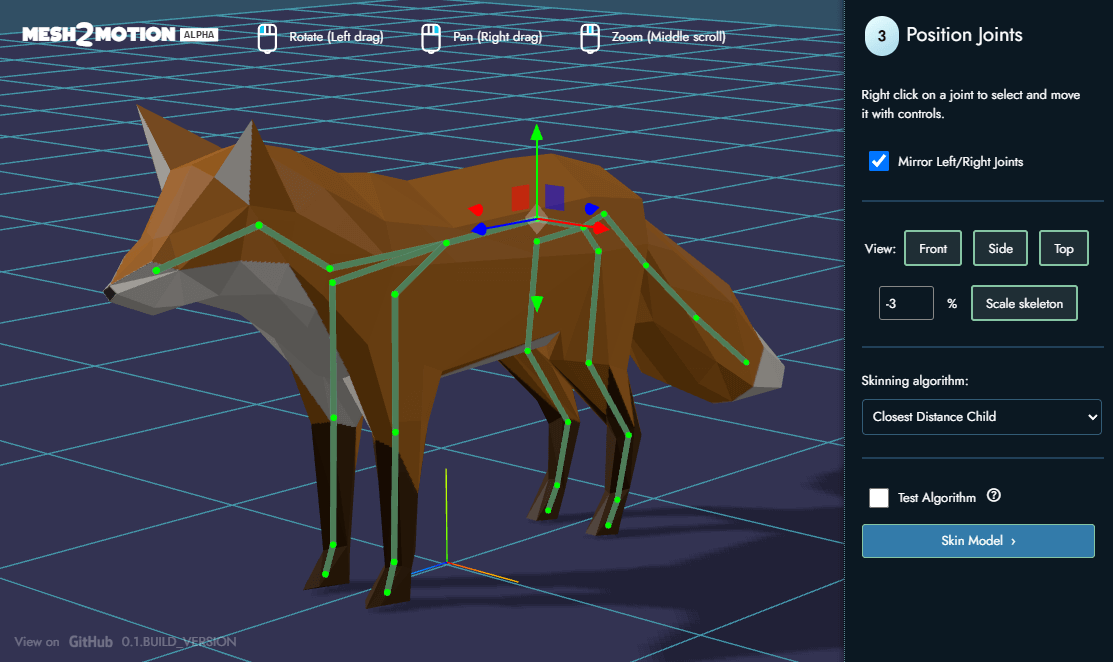 MESH2MOTION ALPHA
Rotate (Left drag)
Pan (Right drag)
Zoom (Middle scroll)
3 Position Joints
Right click on a joint to select and move
it with controls.
Mirror Left/Right Joints
View: Front Side Top
-3 % Scale skeleton
Skinning algorithm:
Closest Distance Child
Test Algorithm ?
Skin Model ›
View on GitHub 0.1.BUILD_VERSION